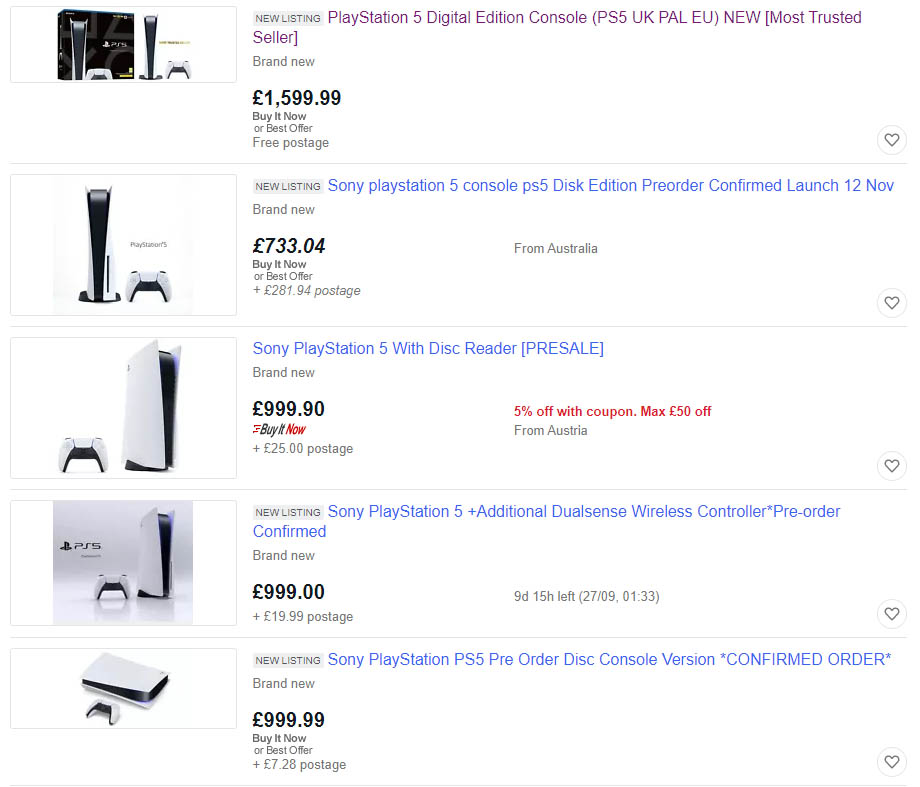 NEW LISTING PlayStation 5 Digital Edition Console (PS5 UK PAL EU) NEW [Most Trusted
Seller]
Brand new
PS5
£1,599.99
Buy It Now
or Best Offer
Free postage
NEW LISTING Sony playstation 5 console ps5 Disk Edition Preorder Confirmed Launch 12 Nov
Brand new
PlayStation 5
£733.04
From Australia
Buy It Now
or Best Offer
+ £281.94 postage
Sony PlayStation 5 With Disc Reader [PRESALE]
Brand new
£999.90
5% off with coupon. Max £50 off
Buy It Now
From Austria
+ £25.00 postage
NEW LISTING Sony PlayStation 5 +Additional Dualsense Wireless Controller*Pre-order
Confirmed
PS5
Brand new
£999.00
9d 15h left (27/09, 01:33)
+ £19.99 postage
NEW LISTING Sony PlayStation PS5 Pre Order Disc Console Version *CONFIRMED ORDER*
Brand new
£999.99
Buy It Now
or Best Offer
+ £7.28 postage